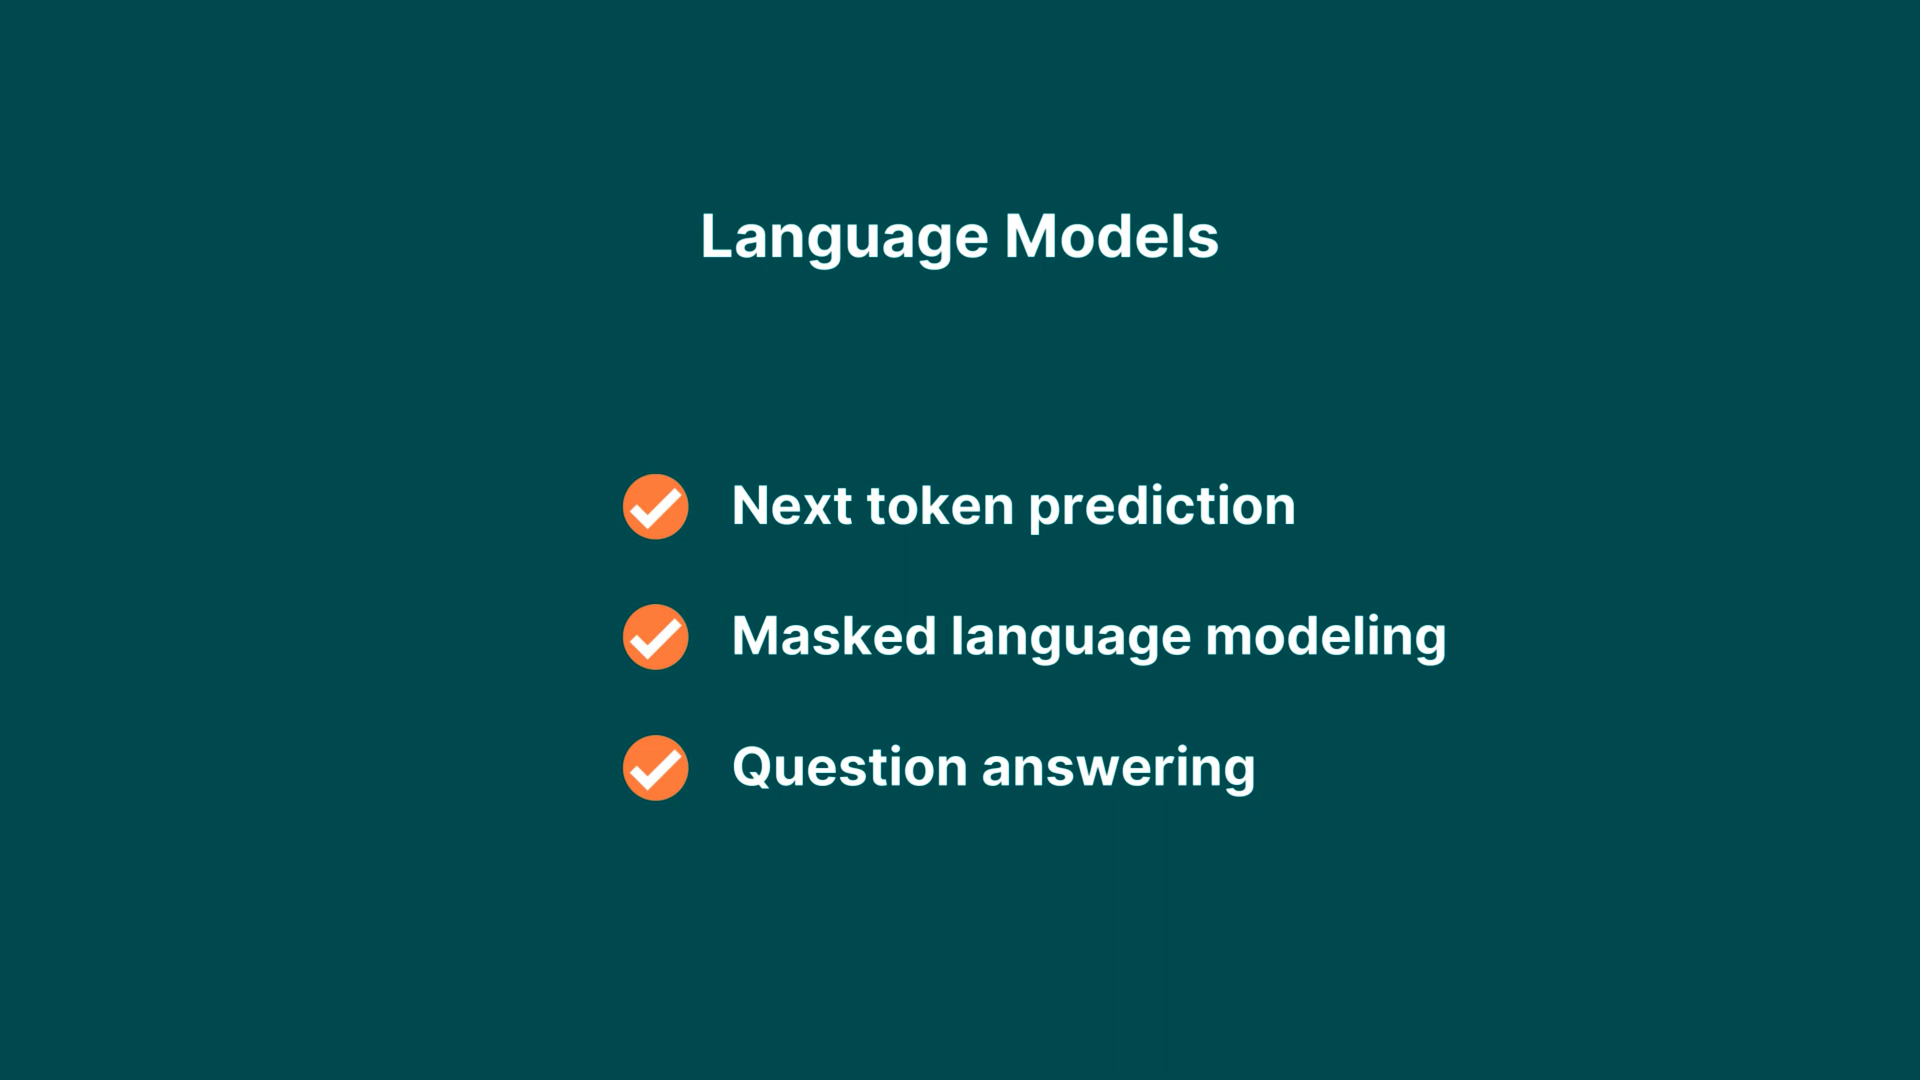 Language Models
Next token prediction
Masked language modeling
Question answering